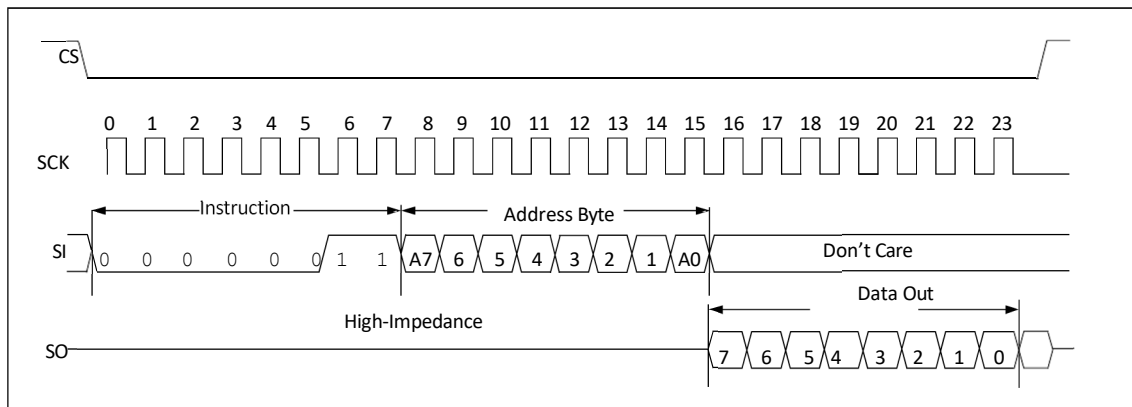 CS
0 1 2 3 4 5 6 7 8 9 10 11 12 13 14 15 16 17 18 19 20 21 22 23
SCK
Instruction Address Byte
SI 0 0 0 0 0 0 1 1 A7 6 5 4 3 2 1 A0 Don't Care
Data Out
High-Impedance
SO 7 6 5 4 3 2 1 0